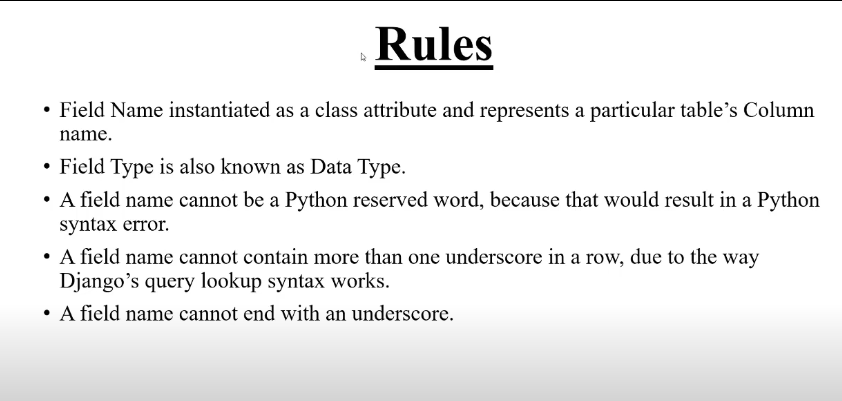 Rules
• Field Name instantiated as a class attribute and represents a particular table’s Column
name.
• Field Type is also known as Data Type.
• A field name cannot be a Python reserved word, because that would result in a Python
syntax error.
• A field name cannot contain more than one underscore in a row, due to the way
Django’s query lookup syntax works.
• A field name cannot end with an underscore.